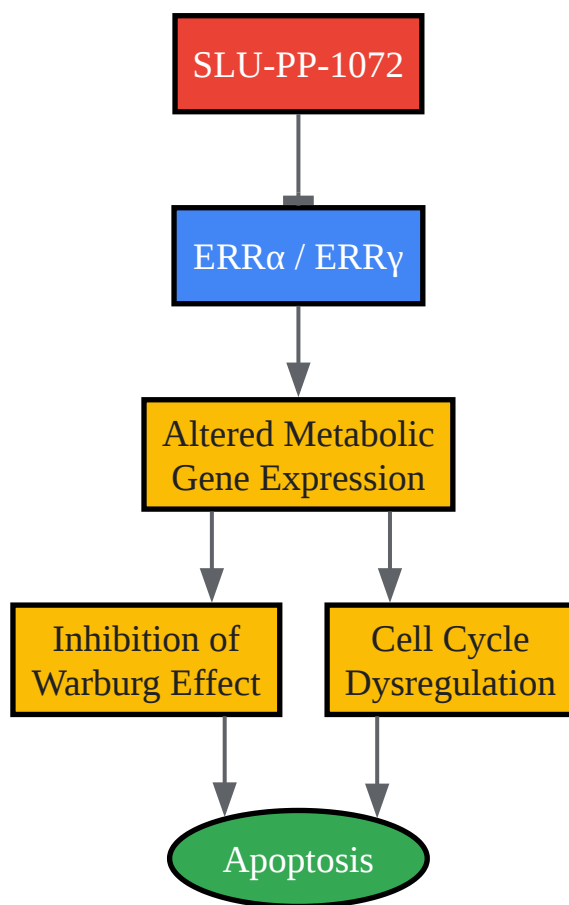 SLU-PP-1072
ERRα / ERRγ
Altered Metabolic
Gene Expression
Inhibition of
Warburg Effect
Cell Cycle
Dysregulation
Apoptosis